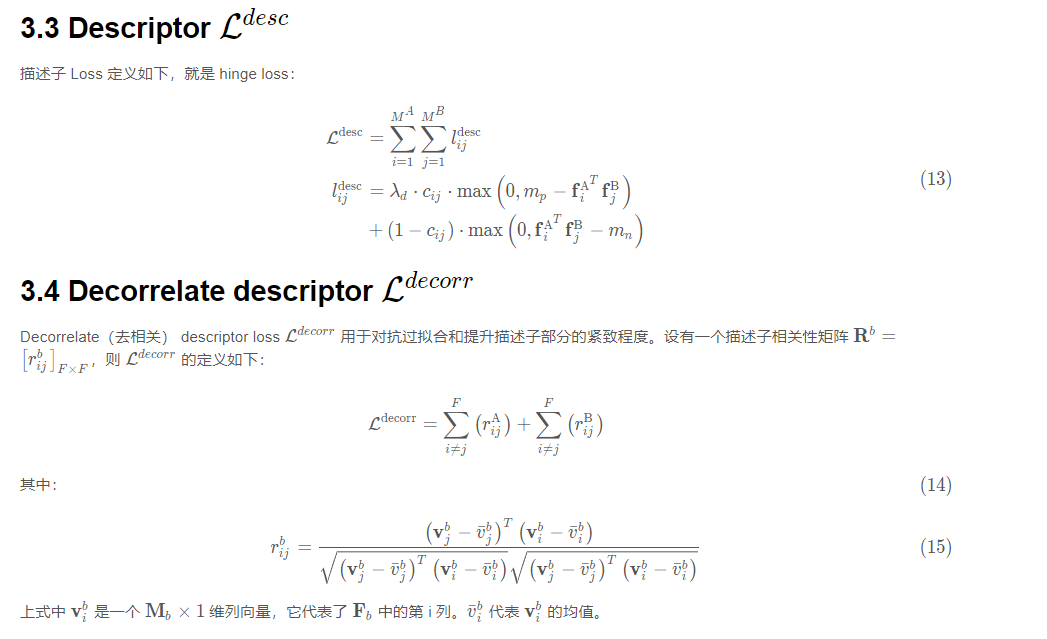 3.3 Descriptor $\mathcal{L}^{desc}$
描述子 Loss 定义如下，就是 hinge loss：
$\mathcal{L}^{\text{desc}} = \sum_{i=1}^{M^A} \sum_{j=1}^{M^B} l_{ij}^{\text{desc}}$
$l_{ij}^{\text{desc}} = \lambda_d \cdot c_{ij} \cdot \max\left(0, m_p - \mathbf{f}_i^{\mathrm{A}^T} \mathbf{f}_j^{\mathrm{B}}\right)$ (13)
$+ (1 - c_{ij}) \cdot \max\left(0, \mathbf{f}_i^{\mathrm{A}^T} \mathbf{f}_j^{\mathrm{B}} - m_n\right)$
3.4 Decorrelate descriptor $\mathcal{L}^{decorr}$
Decorrelate（去相关） descriptor loss $\mathcal{L}^{decorr}$ 用于对抗过拟合和提升描述子部分的紧致程度。设有一个描述子相关性矩阵 $\mathbf{R}^b =$
$[r_{ij}^b]_{F \times F}$，则 $\mathcal{L}^{decorr}$ 的定义如下：
$\mathcal{L}^{\text{decorr}} = \sum_{i \neq j}^{F} \left(r_{ij}^{\mathrm{A}}\right) + \sum_{i \neq j}^{F} \left(r_{ij}^{\mathrm{B}}\right)$
其中： (14)
$r_{ij}^b = \frac{\left(\mathbf{v}_j^b - \bar{v}_j^b\right)^T \left(\mathbf{v}_i^b - \bar{v}_i^b\right)}{\sqrt{\left(\mathbf{v}_j^b - \bar{v}_j^b\right)^T \left(\mathbf{v}_i^b - \bar{v}_i^b\right)} \sqrt{\left(\mathbf{v}_j^b - \bar{v}_j^b\right)^T \left(\mathbf{v}_i^b - \bar{v}_i^b\right)}}$ (15)
上式中 $\mathbf{v}_i^b$ 是一个 $\mathbf{M}_b \times 1$ 维列向量，它代表了 $\mathbf{F}_b$ 中的第 i 列。$\bar{v}_i^b$ 代表 $\mathbf{v}_i^b$ 的均值。